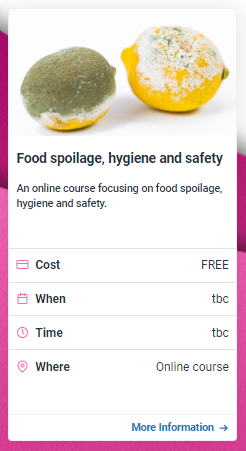 Food spoilage, hygiene and safety
An online course focusing on food spoilage,
hygiene and safety.
Cost FREE
When tbc
Time tbc
Where Online course
More Information →